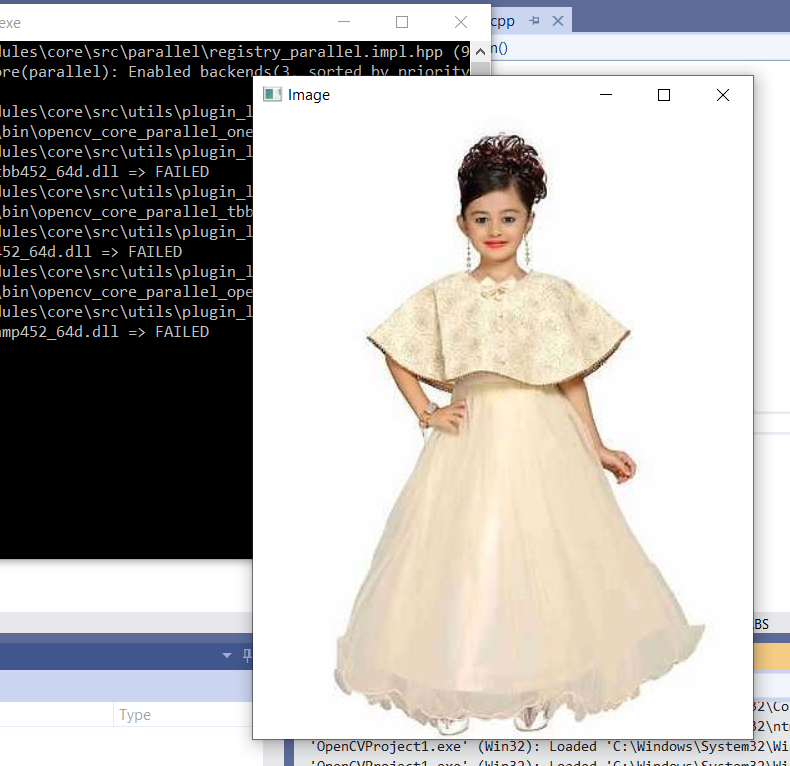 .exe
cpp
n()
dules\core\src\parallel\registry_parallel.impl.hpp (9
ore(parallel): Enabled backends(3, sorted by priority
Image
dules\core\src\utils\plugin_l
\bin\opencv_core_parallel_one
dules\core\src\utils\plugin_l
tbb452_64d.dll => FAILED
dules\core\src\utils\plugin_l
\bin\opencv_core_parallel_tbb
dules\core\src\utils\plugin_l
452_64d.dll => FAILED
dules\core\src\utils\plugin_l
\bin\opencv_core_parallel_ope
dules\core\src\utils\plugin_l
mp452_64d.dll => FAILED
BS
Type
32\Co
32\nt
'OpenCVProject1.exe' (Win32): Loaded 'C:\Windows\System32\Wi
'OpenCVProject1.exe' (Win32): Loaded 'C:\Windows\System32\Wi